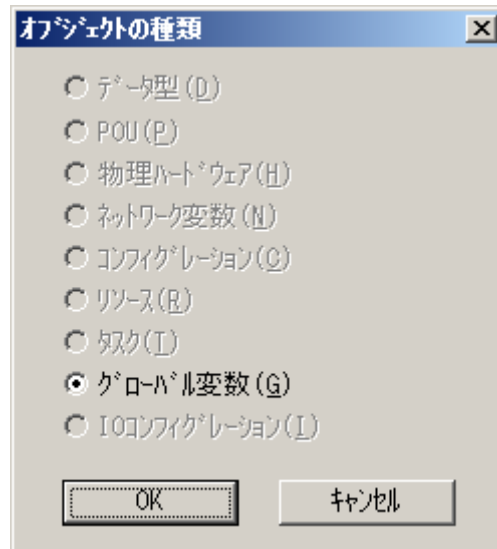 オブジェクトの種類
データ型(D)
POU(P)
物理ハードウェア(H)
ネットワーク変数(N)
コンフィグレーション(C)
リソース(R)
タスク(T)
グローバル変数(G)
IOコンフィグレーション(I)
OK
キャンセル